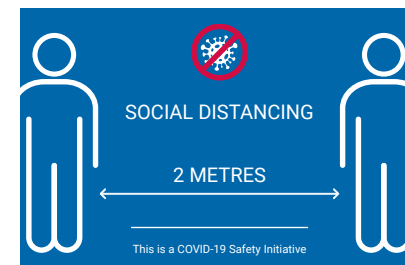 SOCIAL DISTANCING
2 METRES
This is a COVID-19 Safety Initiative